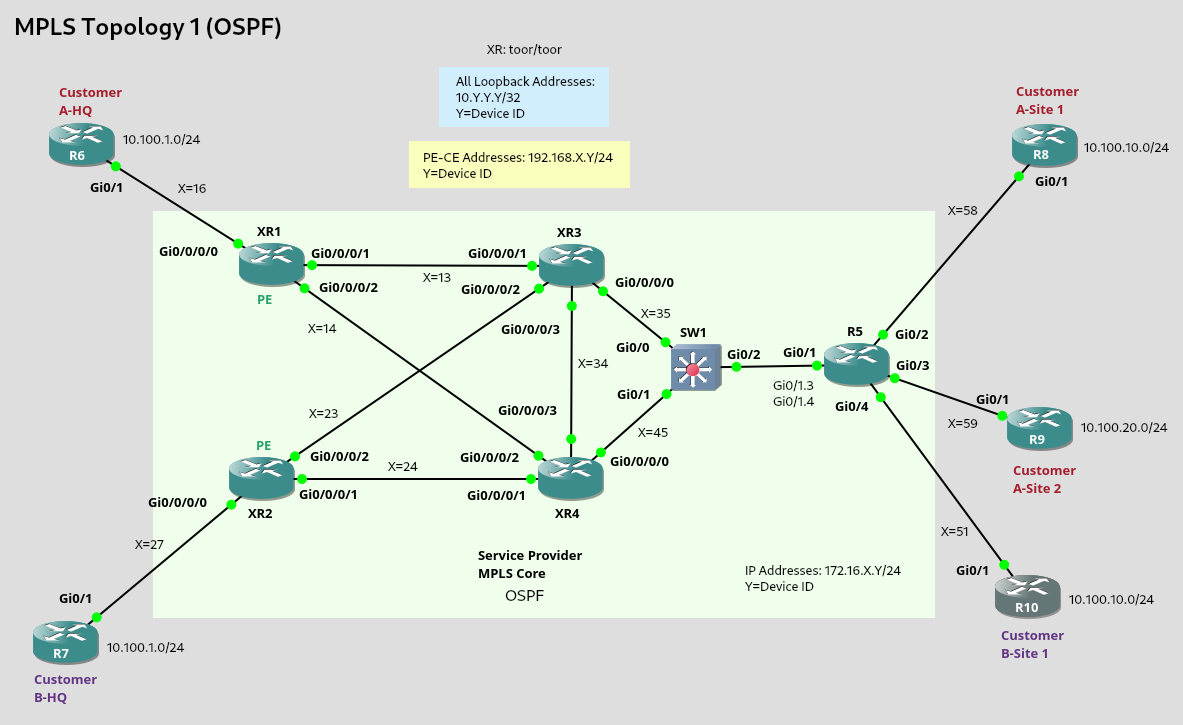 MPLS Topology 1 (OSPF)
XR: toor/toor
All Loopback Addresses:
10.Y.Y.Y/32
Y=Device ID
PE-CE Addresses: 192.168.X.Y/24
Y=Device ID
Customer
A-HQ
10.100.1.0/24
R6
Gi0/1
X=16
Customer
A-Site 1
R8
10.100.10.0/24
Gi0/1
X=58
XR1
Gi0/0/0/0
Gi0/0/0/1
Gi0/0/0/2
PE
X=13
X=14
XR3
Gi0/0/0/1
Gi0/0/0/2
Gi0/0/0/0
Gi0/0/0/3
X=35
X=34
SW1
Gi0/0
Gi0/2
Gi0/1
R5
Gi0/1
Gi0/1.3
Gi0/1.4
Gi0/2
Gi0/3
Gi0/4
X=59
Gi0/1
R9
10.100.20.0/24
Customer
A-Site 2
X=23
PE
Gi0/0/0/2
X=24
Gi0/0/0/1
Gi0/0/0/0
XR2
Gi0/0/0/3
Gi0/0/0/2
Gi0/0/0/1
Gi0/0/0/0
X=45
XR4
X=27
Gi0/1
R7
10.100.1.0/24
Customer
B-HQ
Service Provider
MPLS Core
OSPF
IP Addresses: 172.16.X.Y/24
Y=Device ID
X=51
Gi0/1
R10
10.100.10.0/24
Customer
B-Site 1